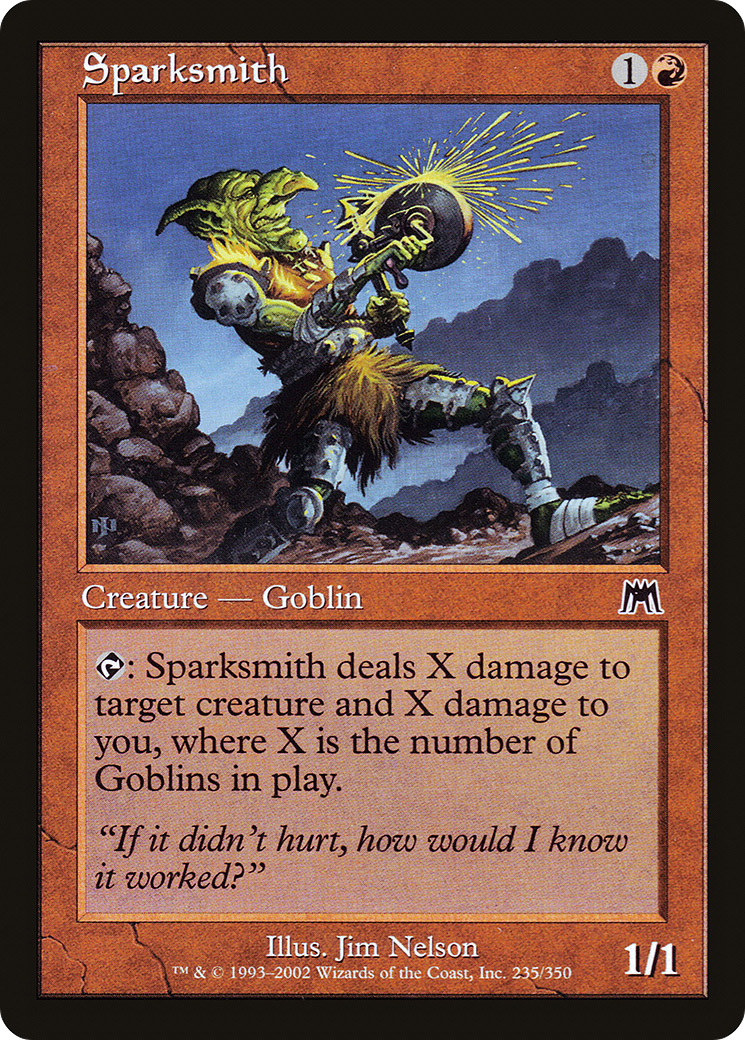 Sparksmith 1
Creature — Goblin
: Sparksmith deals X damage to
target creature and X damage to
you, where X is the number of
Goblins in play.
“If it didn’t hurt, how would I know
it worked?”
Illus. Jim Nelson
™ & © 1993–2002 Wizards of the Coast, Inc. 235/350
1/1